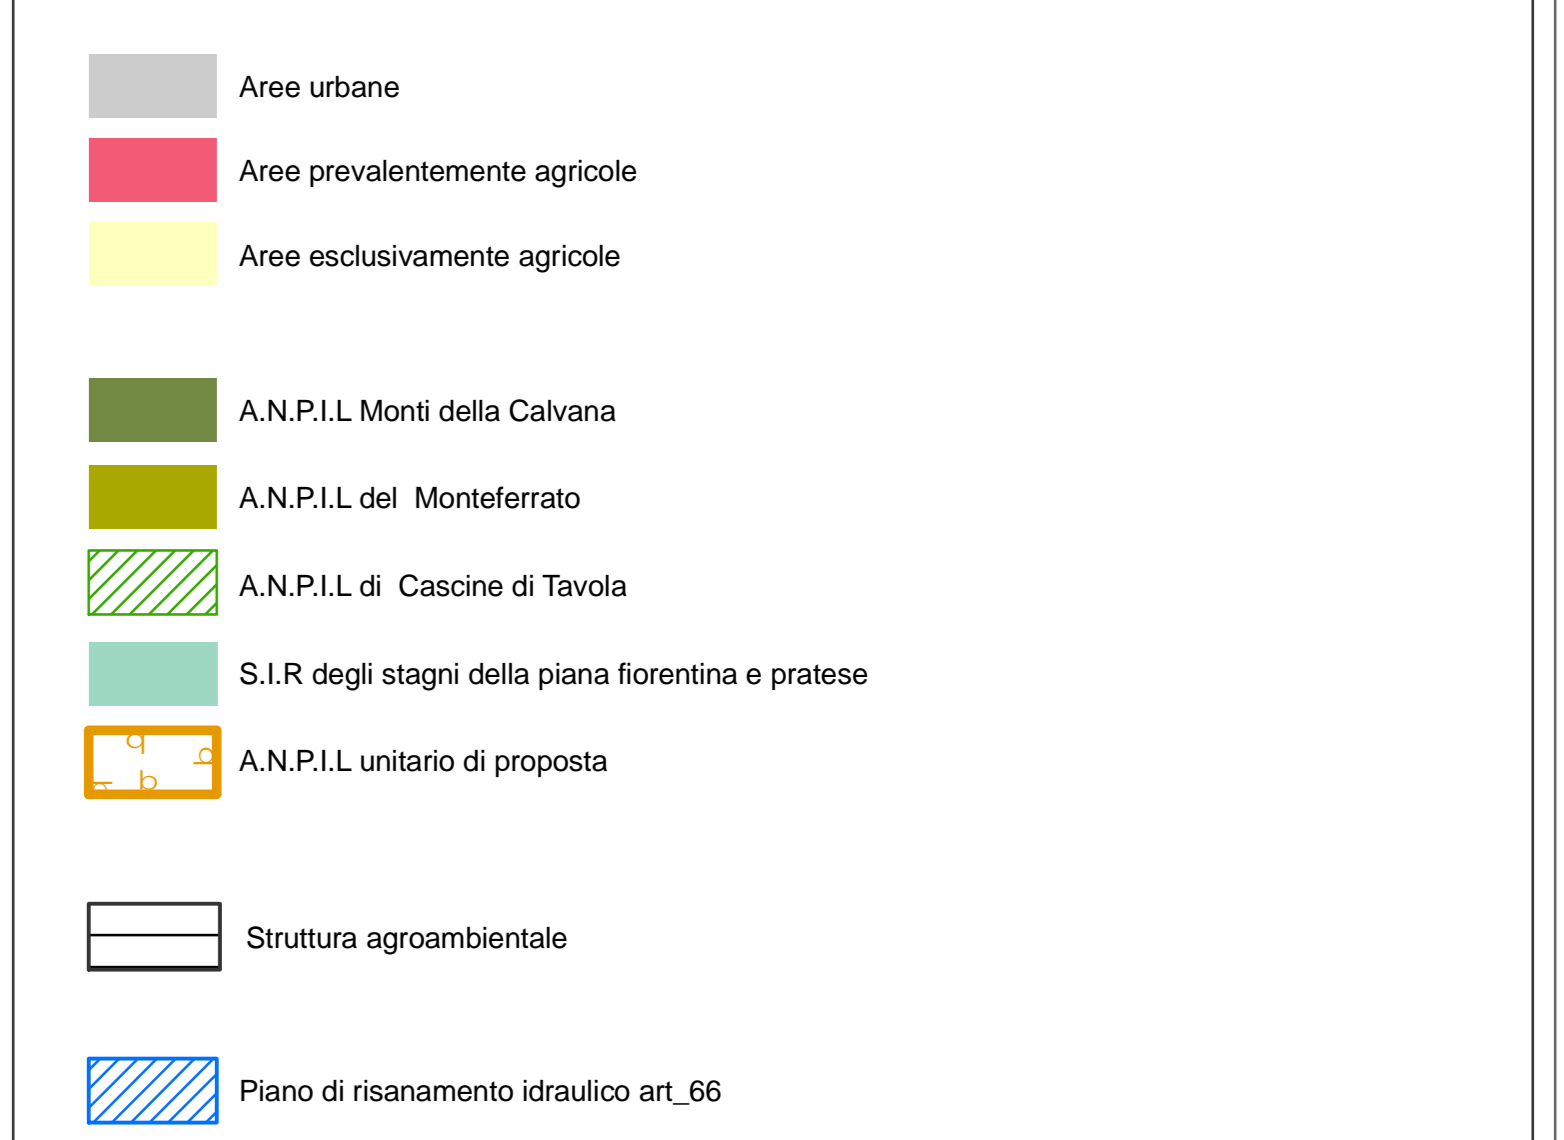 Aree urbane
Aree prevalentemente agricole
Aree esclusivamente agricole
A.N.P.I.L Monti della Calvana
A.N.P.I.L del  Monteferrato
A.N.P.I.L di  Cascine di Tavola
S.I.R degli stagni della piana fiorentina e pratese
A.N.P.I.L unitario di proposta
Struttura agroambientale
Piano di risanamento idraulico art_66